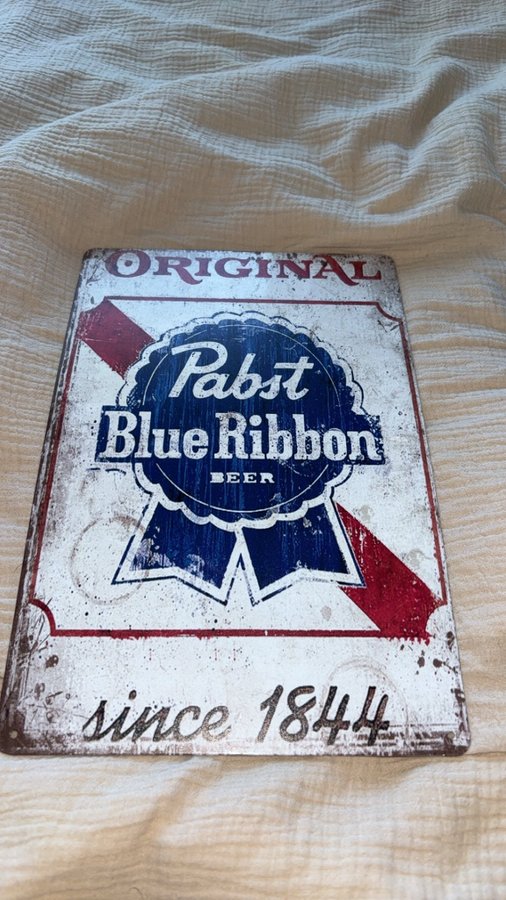 ORIGINAL
Pabst
Blue Ribbon
BEER
since 1844